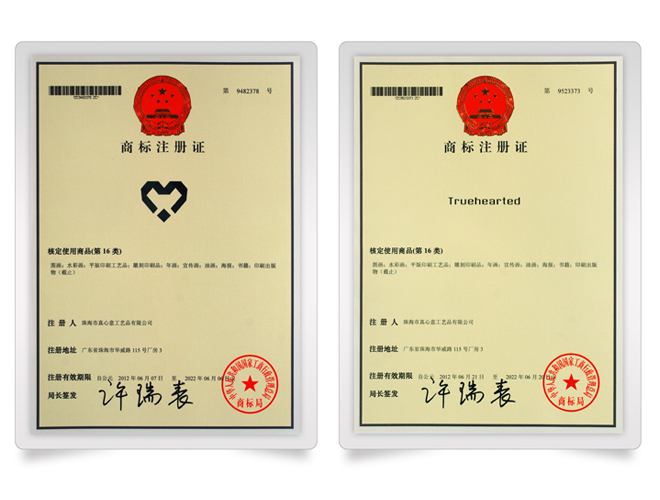 第 9482378 号
商标注册证
核定使用商品(第 16 类)
图画；水彩画；平版印刷工艺品；雕刻印刷品；年画；宣传画；油画；海报；书籍；印刷出版
物（截止）
注 册 人 珠海市真心意工艺品有限公司
注册地址 广东省珠海市华威路 115 号厂房 3
注册有效期限 自公元 2012 年 06 月 07 日 至 2022 年 06 月
局长签发 许瑞表
中华人民共和国国家工商行政管理总局
商标局
第 9523373 号
商标注册证
Truehearted
核定使用商品(第 16 类)
图画；水彩画；平版印刷工艺品；雕刻印刷品；年画；宣传画；油画；海报；书籍；印刷出版
物（截止）
注 册 人 珠海市真心意工艺品有限公司
注册地址 广东省珠海市华威路 115 号厂房 3
注册有效期限 自公元 2012 年 06 月 21 日 至 2022 年 06 月 20
局长签发 许瑞表
中华人民共和国国家工商行政管理总局
商标局